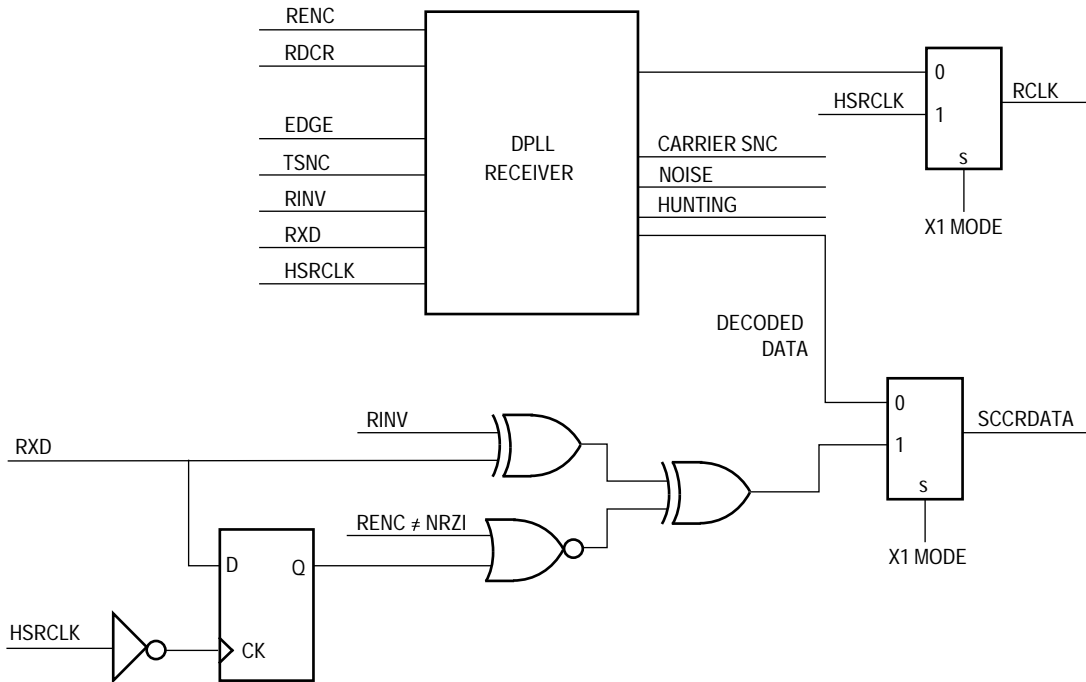 RENC
RDCR
EDGE
TSNC
RINV
RXD
HSRCLK
DPLL
RECEIVER
CARRIER SNC
NOISE
HUNTING
HSRCLK
0
1
S
RCLK
X1 MODE
DECODED
DATA
0
1
S
SCCRDATA
X1 MODE
RINV
RXD
RENC ≠ NRZI
D
Q
CK
HSRCLK